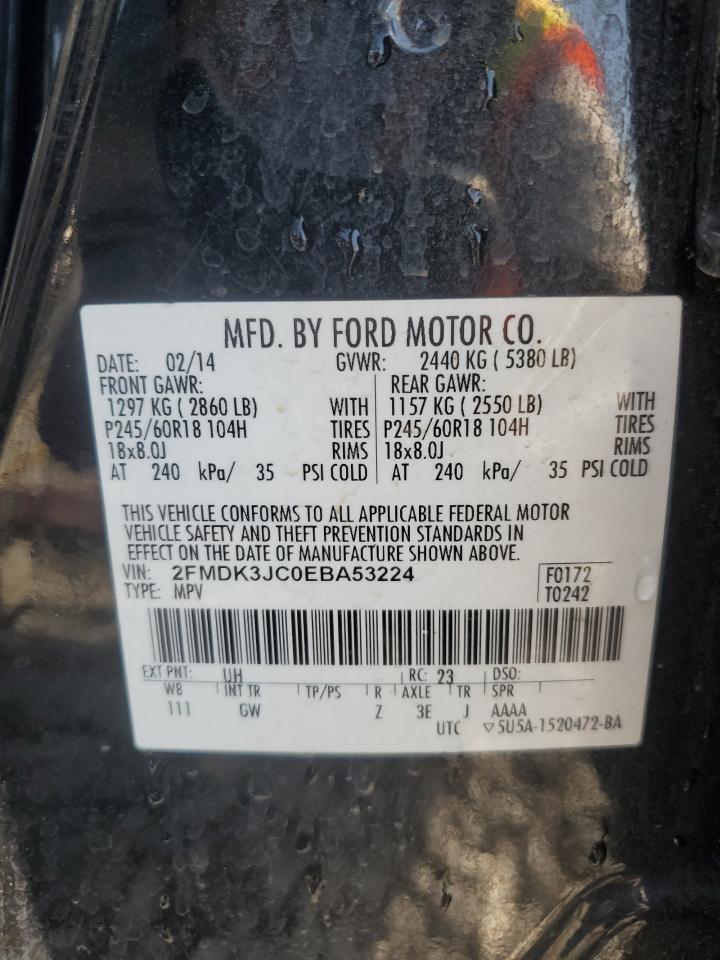 MFD. BY FORD MOTOR CO.
DATE: 02/14 GVWR: 2440 KG ( 5380 LB)
FRONT GAWR: REAR GAWR:
1297 KG ( 2860 LB) WITH 1157 KG ( 2550 LB) WITH
P245/60R18 104H TIRES P245/60R18 104H TIRES
18x8.0J RIMS 18x8.0J RIMS
AT 240 kPa/ 35 PSI COLD AT 240 kPa/ 35 PSI COLD
THIS VEHICLE CONFORMS TO ALL APPLICABLE FEDERAL MOTOR
VEHICLE SAFETY AND THEFT PREVENTION STANDARDS IN
EFFECT ON THE DATE OF MANUFACTURE SHOWN ABOVE.
VIN: 2FMDK3JC0EBA53224 F0172
TYPE: MPV T0242
EXT PNT: UH RC: 23 DSO:
WB INT TR TP/PS R AXLE TR SPR
111 GW Z 3E J AAAA
UTC ▽5U5A-1520472-BA